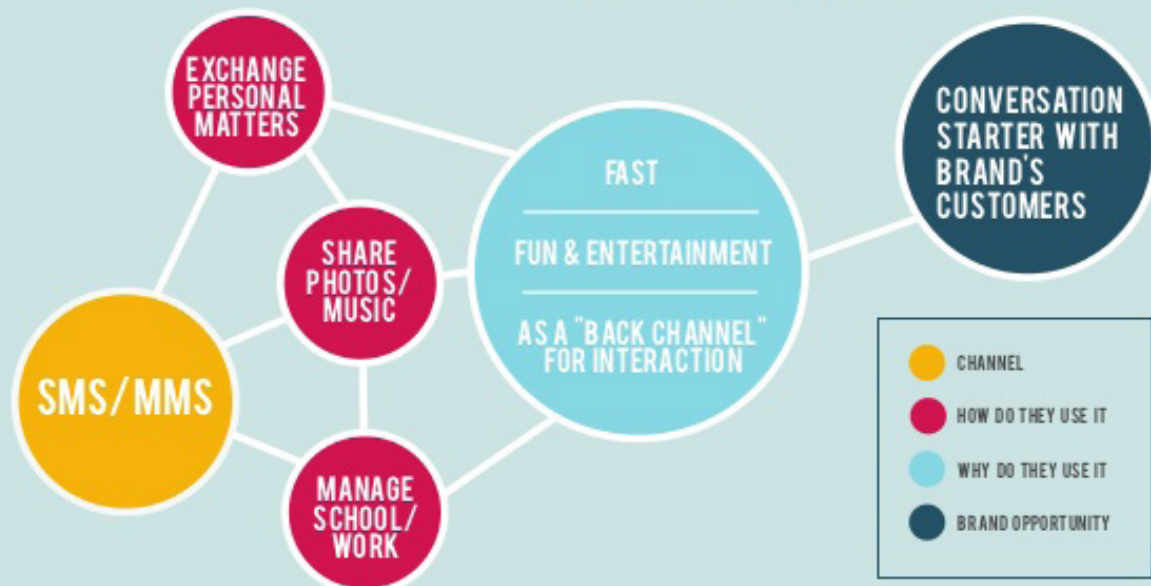 EXCHANGE
PERSONAL
MATTERS
SHARE
PHOTOS/
MUSIC
SMS/MMS
MANAGE
SCHOOL/
WORK
FAST
FUN & ENTERTAINMENT
AS A "BACK CHANNEL"
FOR INTERACTION
CONVERSATION
STARTER WITH
BRAND'S
CUSTOMERS
CHANNEL
HOW DO THEY USE IT
WHY DO THEY USE IT
BRAND OPPORTUNITY